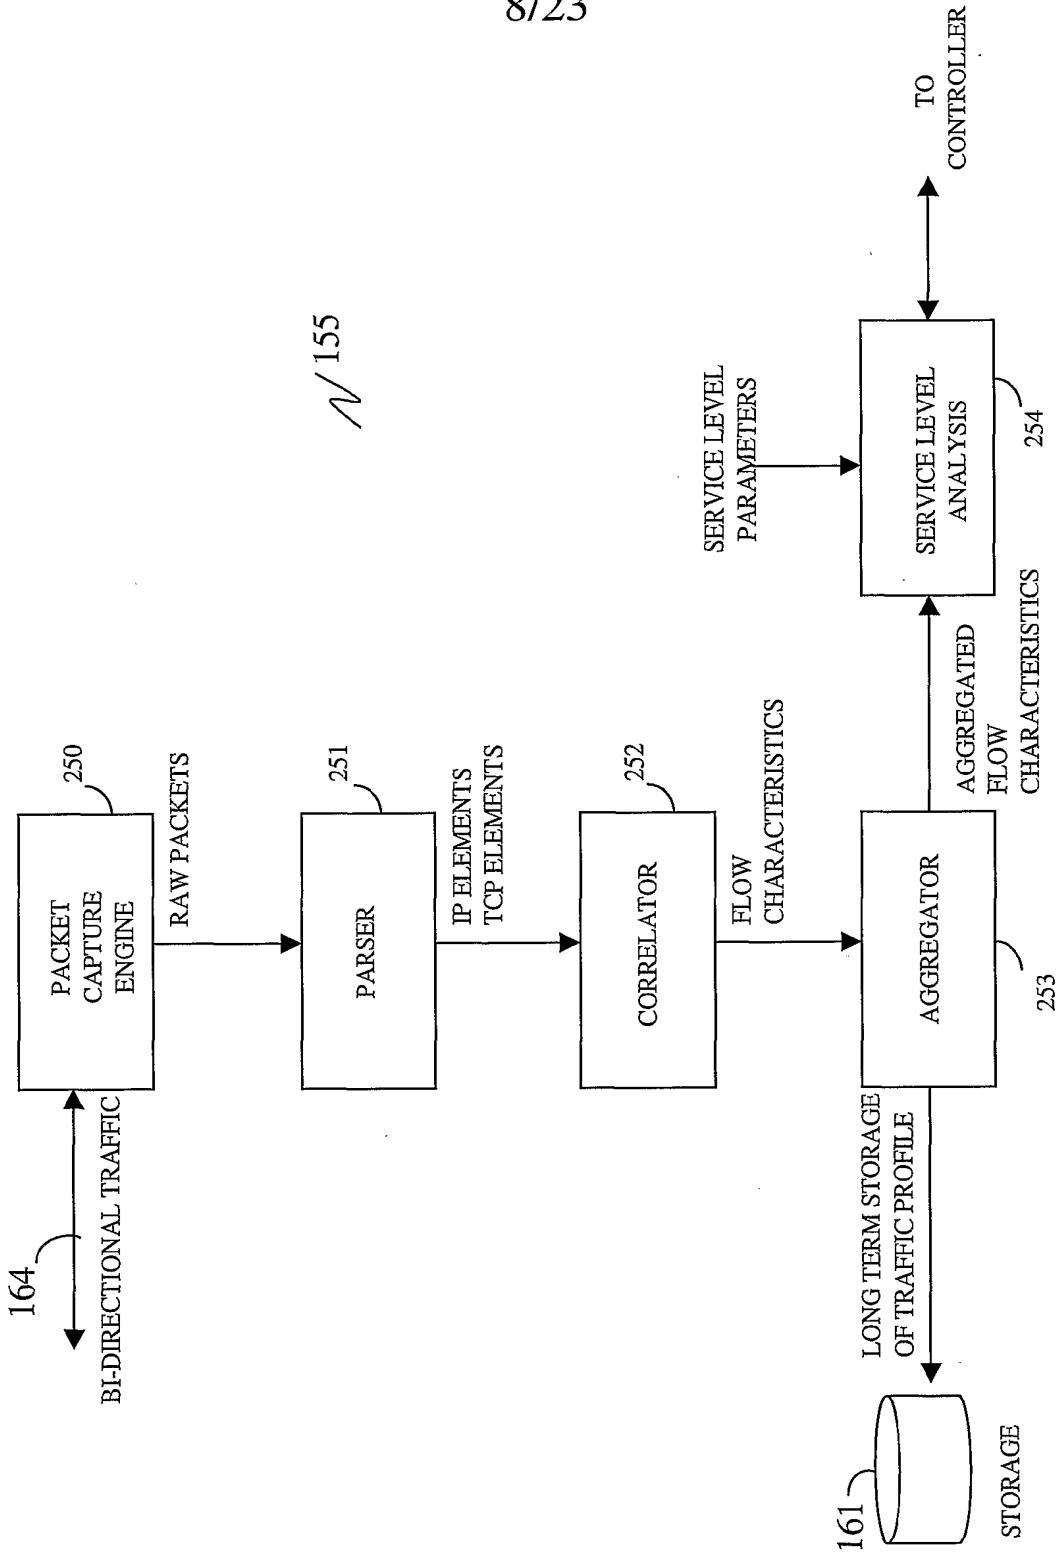 8/23
164
BI-DIRECTIONAL TRAFFIC
PACKET
CAPTURE
ENGINE
250
RAW PACKETS
155
PARSER
251
IP ELEMENTS
TCP ELEMENTS
CORRELATOR
252
FLOW
CHARACTERISTICS
161
STORAGE
LONG TERM STORAGE
OF TRAFFIC PROFILE
AGGREGATOR
253
AGGREGATED
FLOW
CHARACTERISTICS
SERVICE LEVEL
PARAMETERS
SERVICE LEVEL
ANALYSIS
254
TO
CONTROLLER